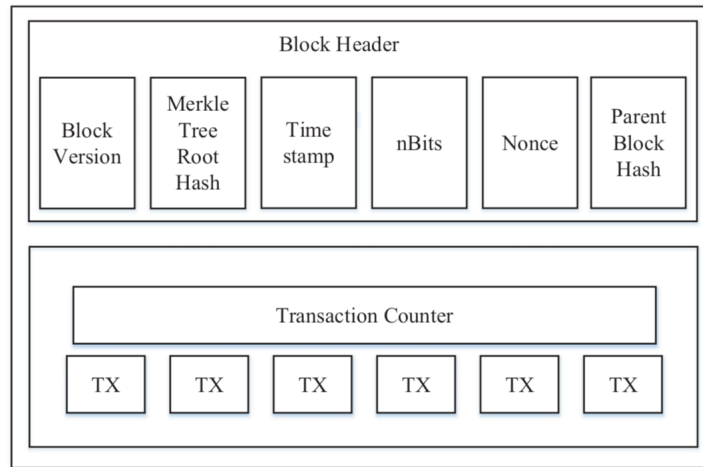 Block Header
Block
Version
Merkle
Tree
Root
Hash
Time
stamp
nBits
Nonce
Parent
Block
Hash
Transaction Counter
TX
TX
TX
TX
TX
TX